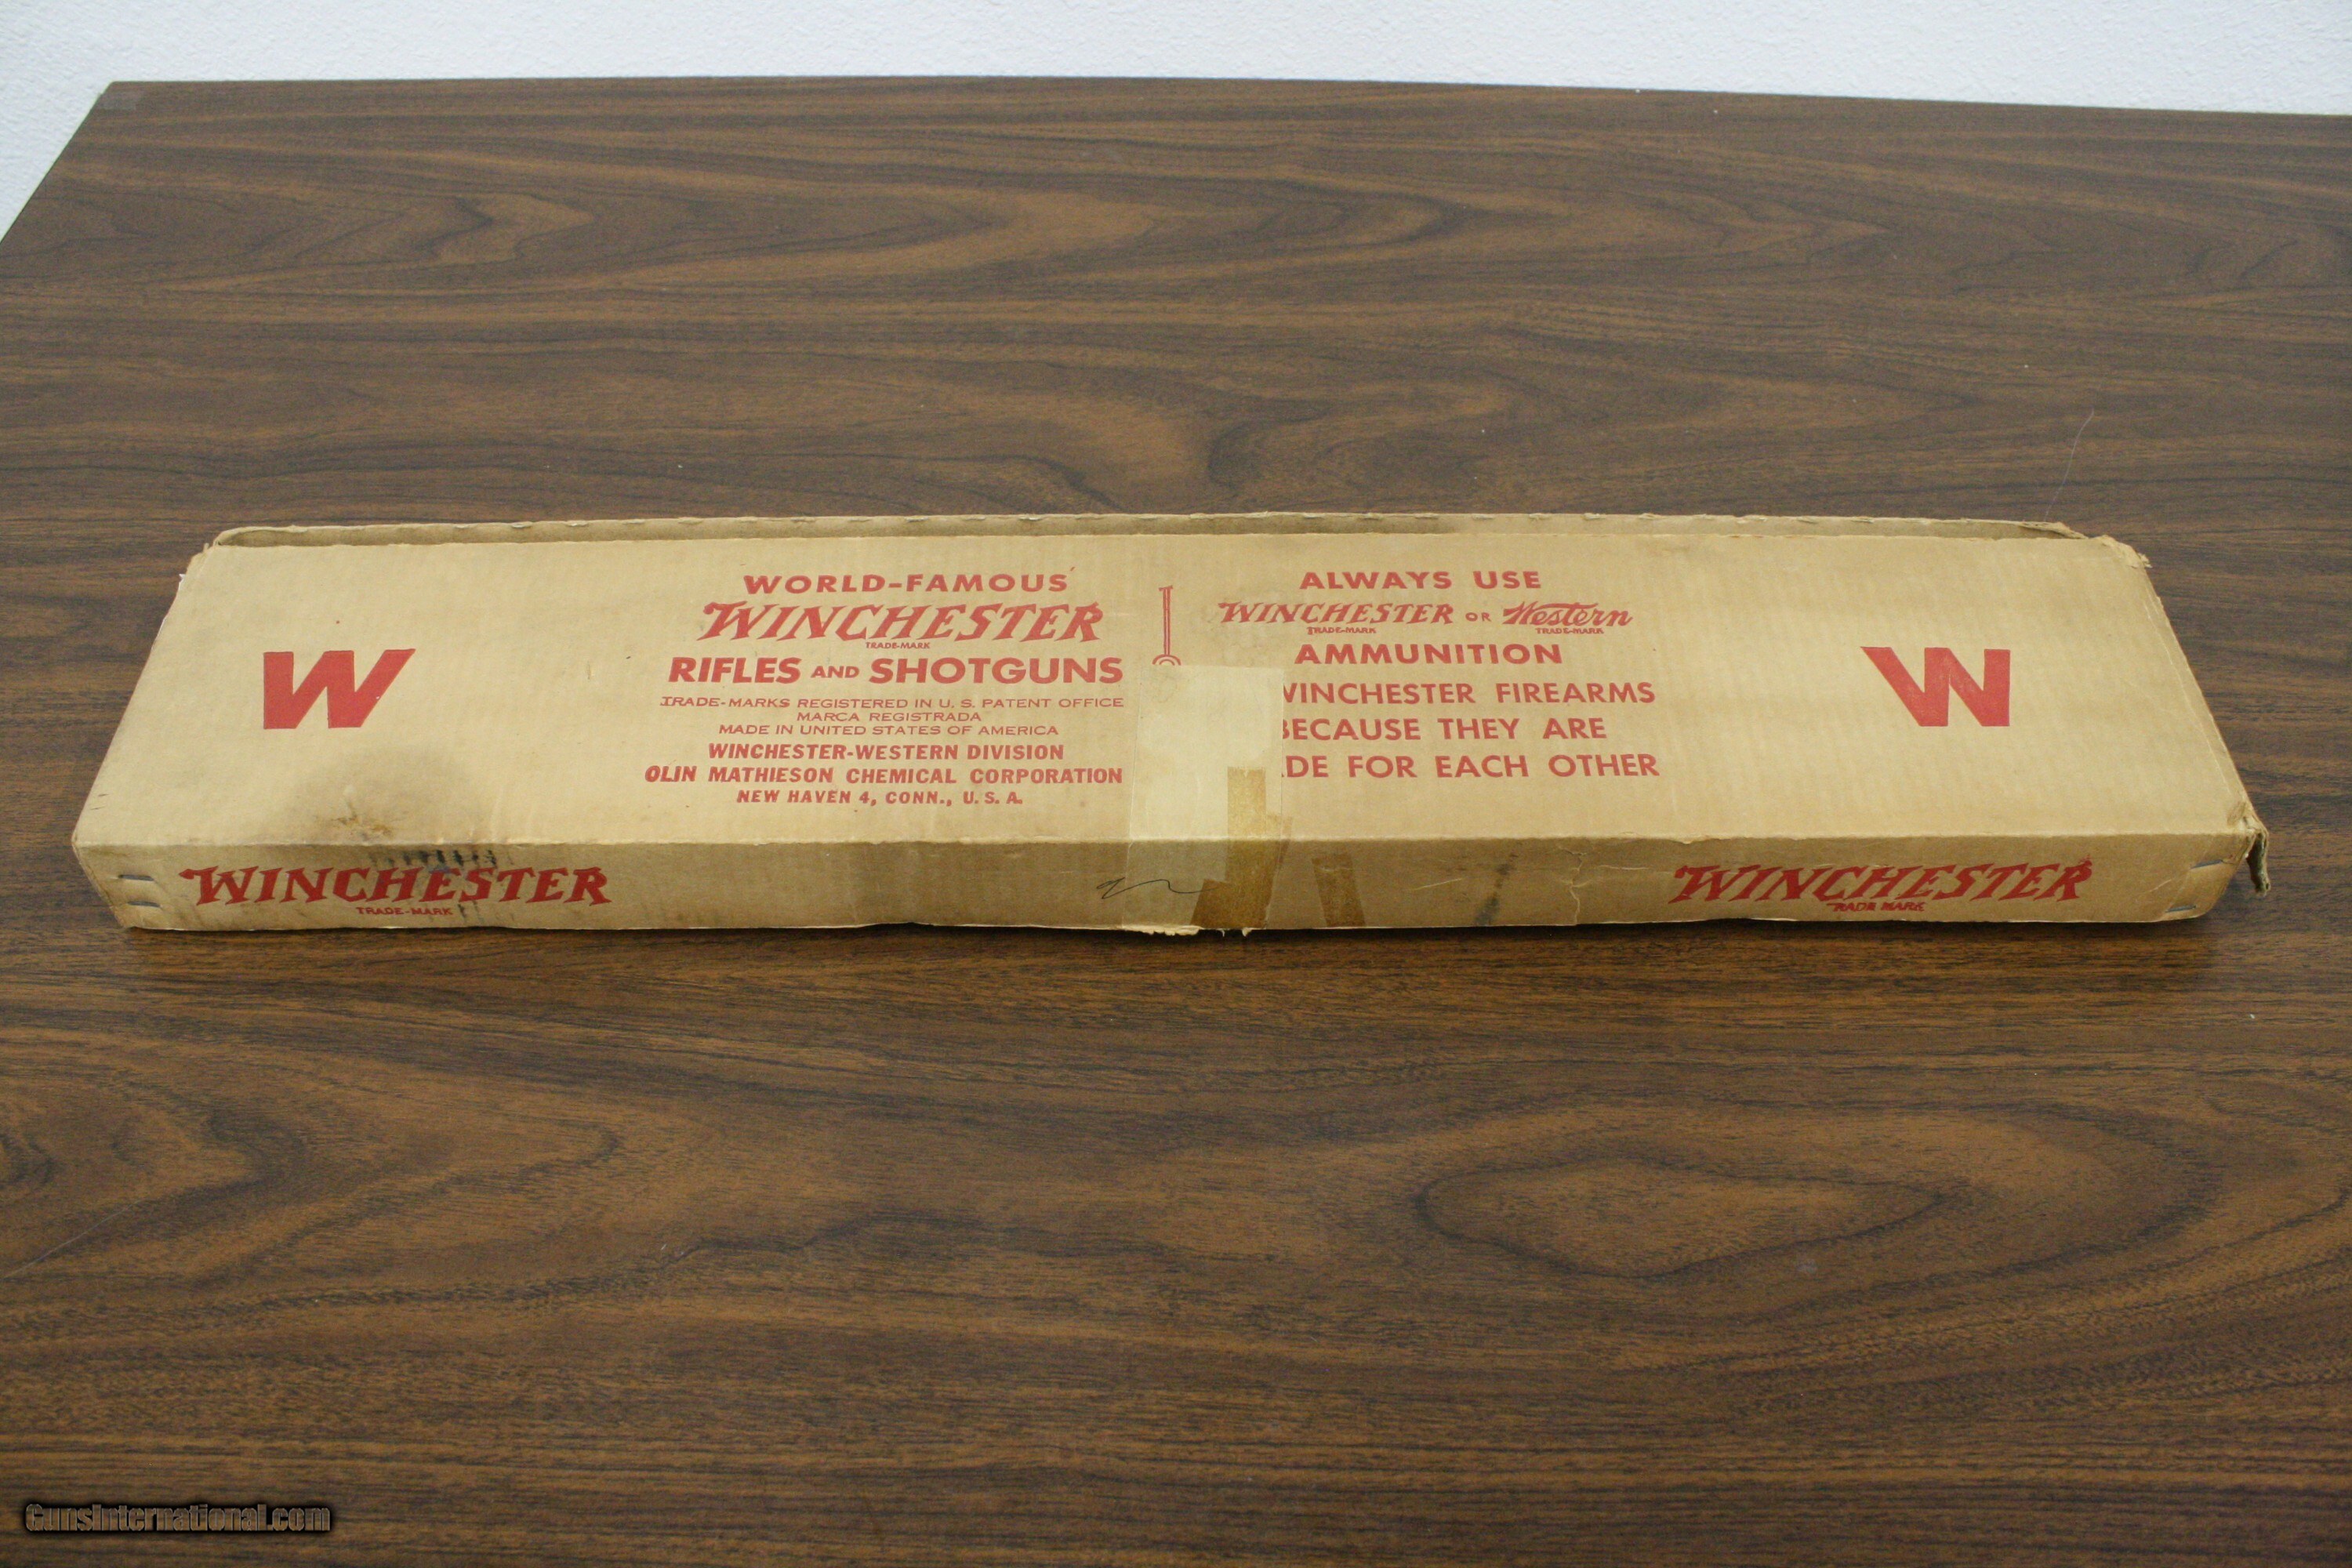 WORLD-FAMOUS
WINCHESTER
TRADE-MARK
RIFLES AND SHOTGUNS
TRADE-MARKS REGISTERED IN U. S. PATENT OFFICE
MARCA REGISTRADA
MADE IN UNITED STATES OF AMERICA
WINCHESTER-WESTERN DIVISION
OLIN MATHIESON CHEMICAL CORPORATION
NEW HAVEN 4, CONN., U. S. A.
ALWAYS USE
WINCHESTER OR Western
TRADE-MARK TRADE-MARK
AMMUNITION
WINCHESTER FIREARMS
BECAUSE THEY ARE
DE FOR EACH OTHER
W
W
WINCHESTER
TRADE-MARK
WINCHESTER
TRADE MARK
GunsInternational.com